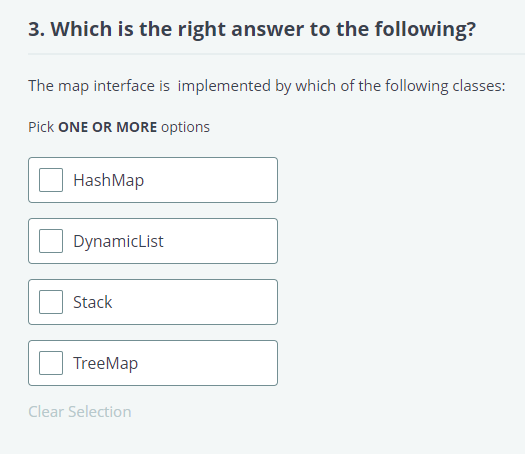 3. Which is the right answer to the following?
The map interface is  implemented by which of the following classes:
Pick ONE OR MORE options
HashMap
DynamicList
Stack
TreeMap
Clear Selection